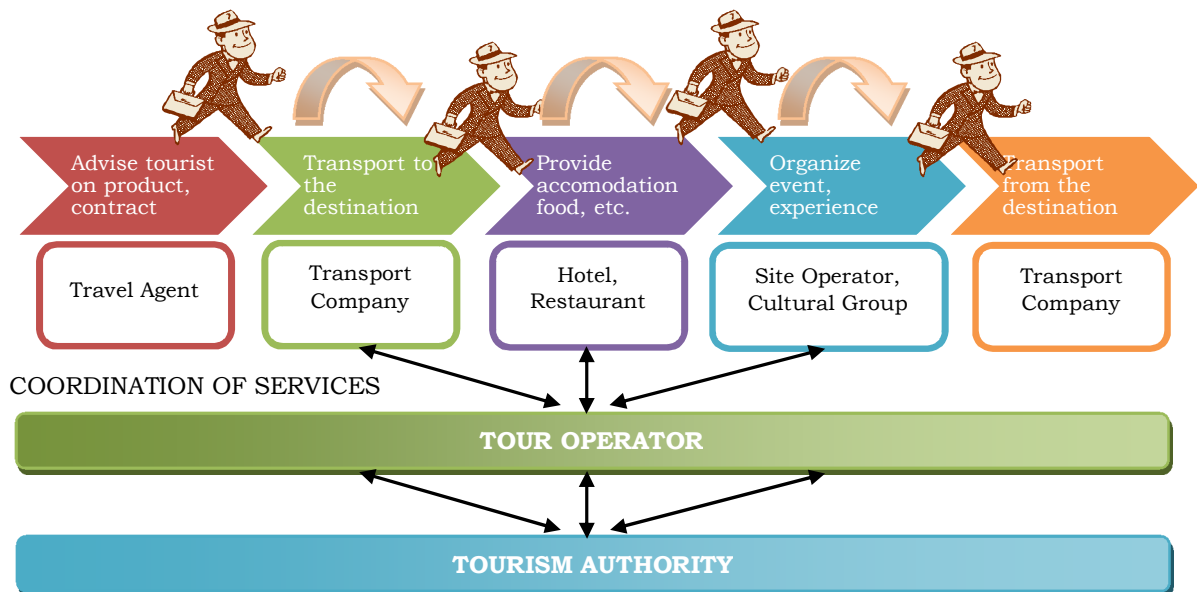 Advise tourist
on product,
contract
Transport to
the
destination
Provide
accomodation
food, etc.
Organize
event,
experience
Transport
from the
destination
Travel Agent
Transport
Company
Hotel,
Restaurant
Site Operator,
Cultural Group
Transport
Company
COORDINATION OF SERVICES
TOUR OPERATOR
TOURISM AUTHORITY